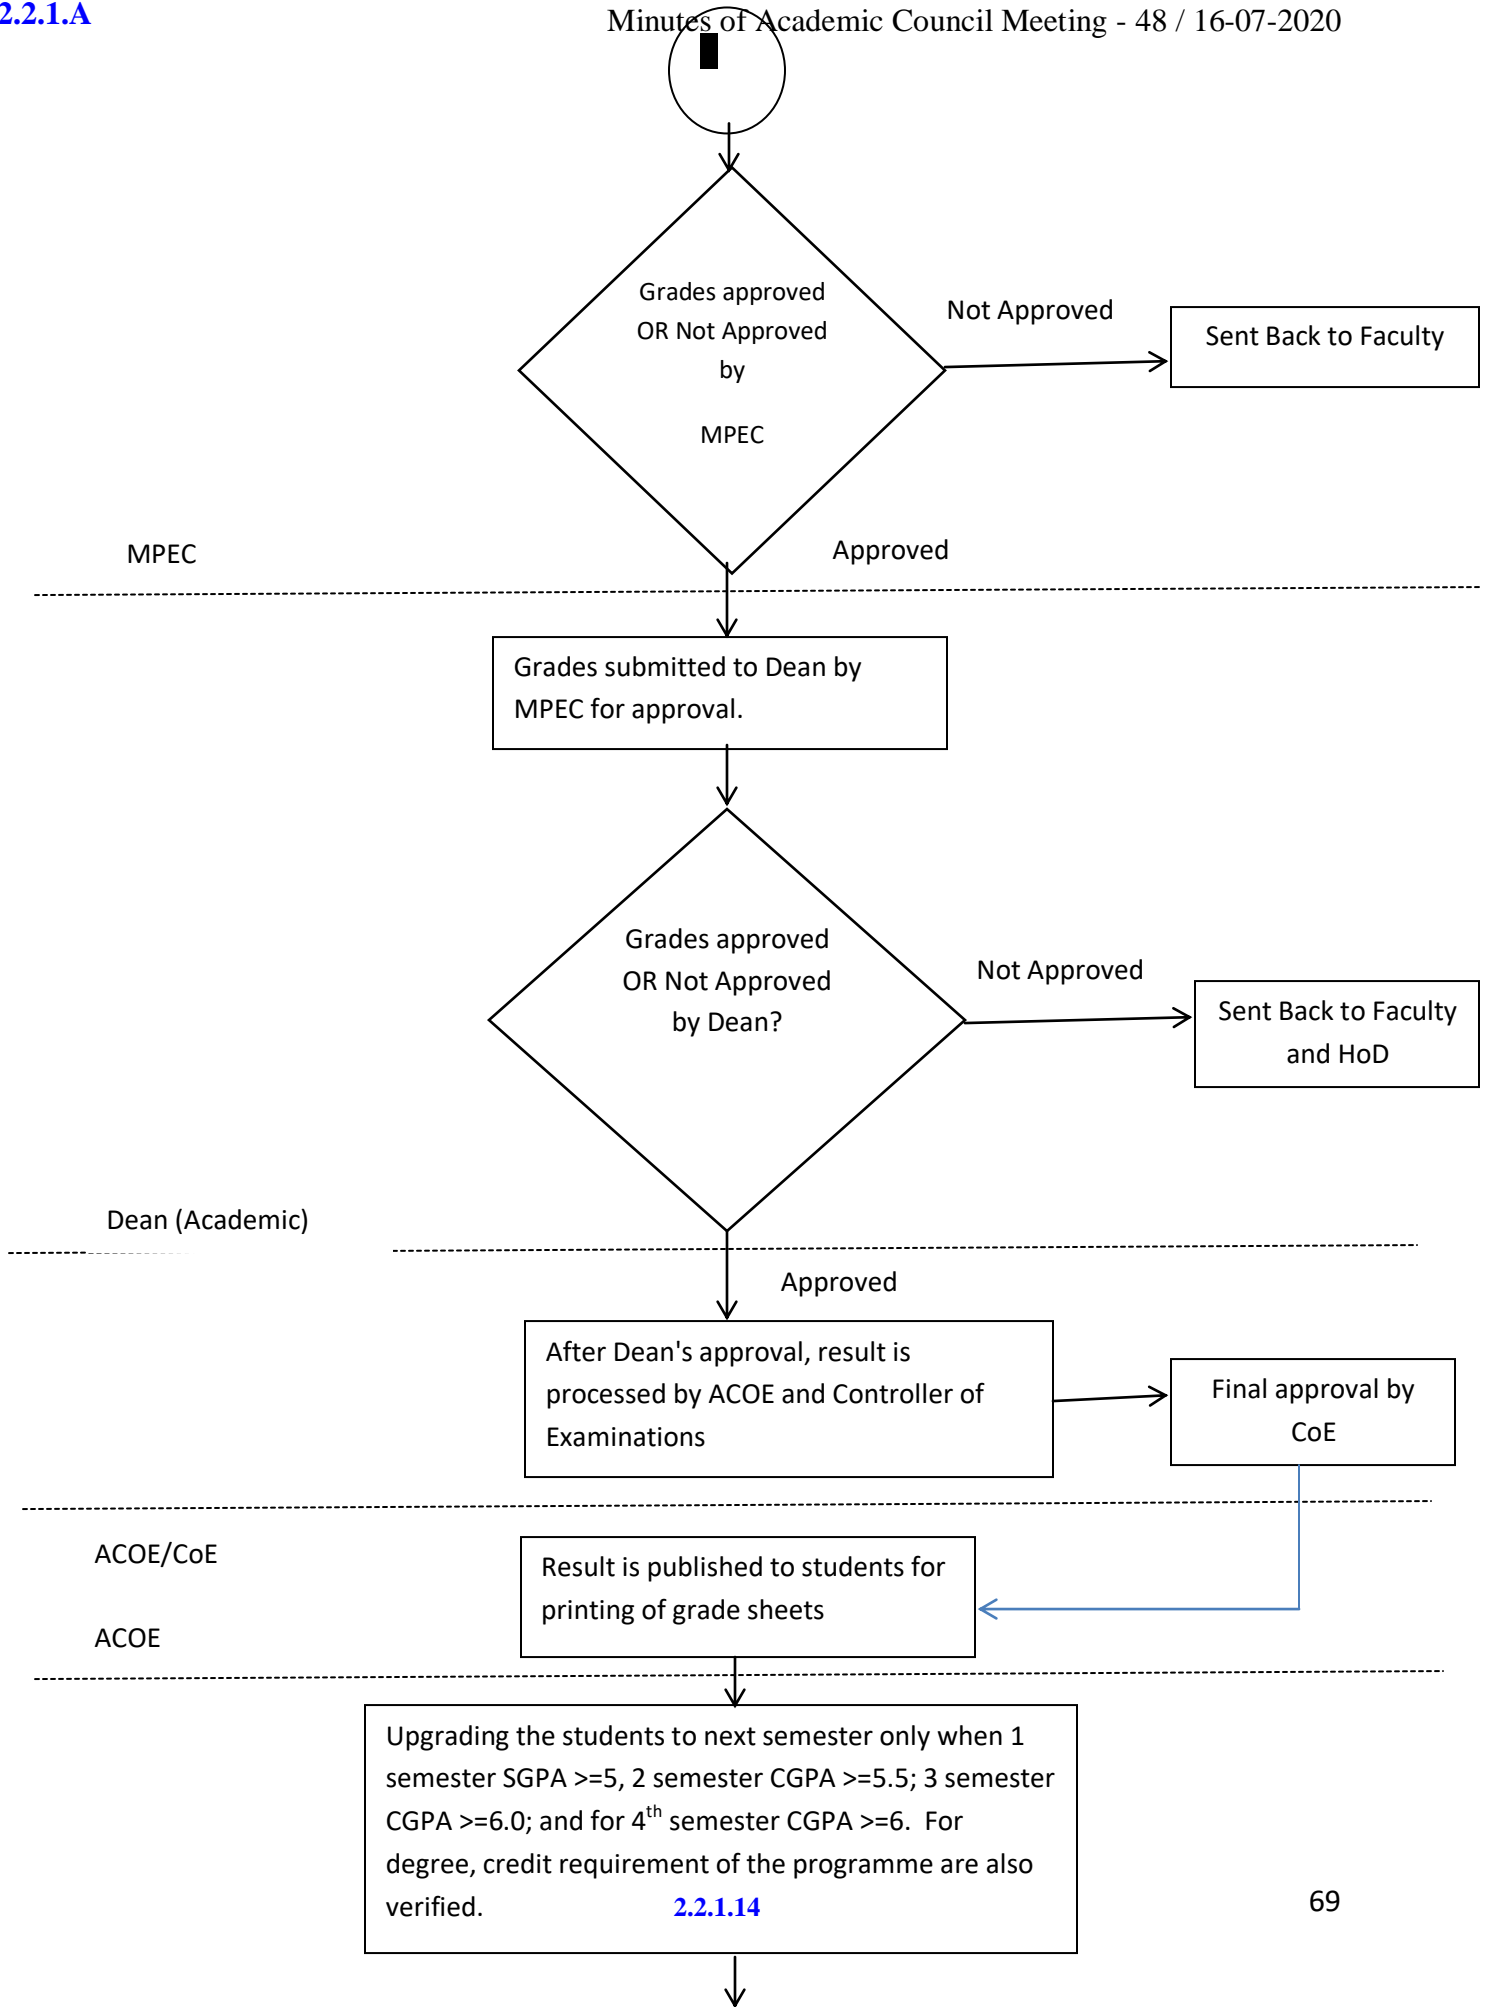 2.2.1.A
Minutes of Academic Council Meeting - 48 / 16-07-2020
Grades approved
OR Not Approved
by
MPEC
Not Approved
Sent Back to Faculty
MPEC
Approved
Grades submitted to Dean by
MPEC for approval.
Grades approved
OR Not Approved
by Dean?
Not Approved
Sent Back to Faculty
and HoD
Dean (Academic)
Approved
After Dean's approval, result is
processed by ACOE and Controller of
Examinations
Final approval by
CoE
ACOE/CoE
Result is published to students for
printing of grade sheets
ACOE
Upgrading the students to next semester only when 1
semester SGPA >=5, 2 semester CGPA >=5.5; 3 semester
CGPA >=6.0; and for 4th semester CGPA >=6. For
degree, credit requirement of the programme are also
verified.
2.2.1.14
69